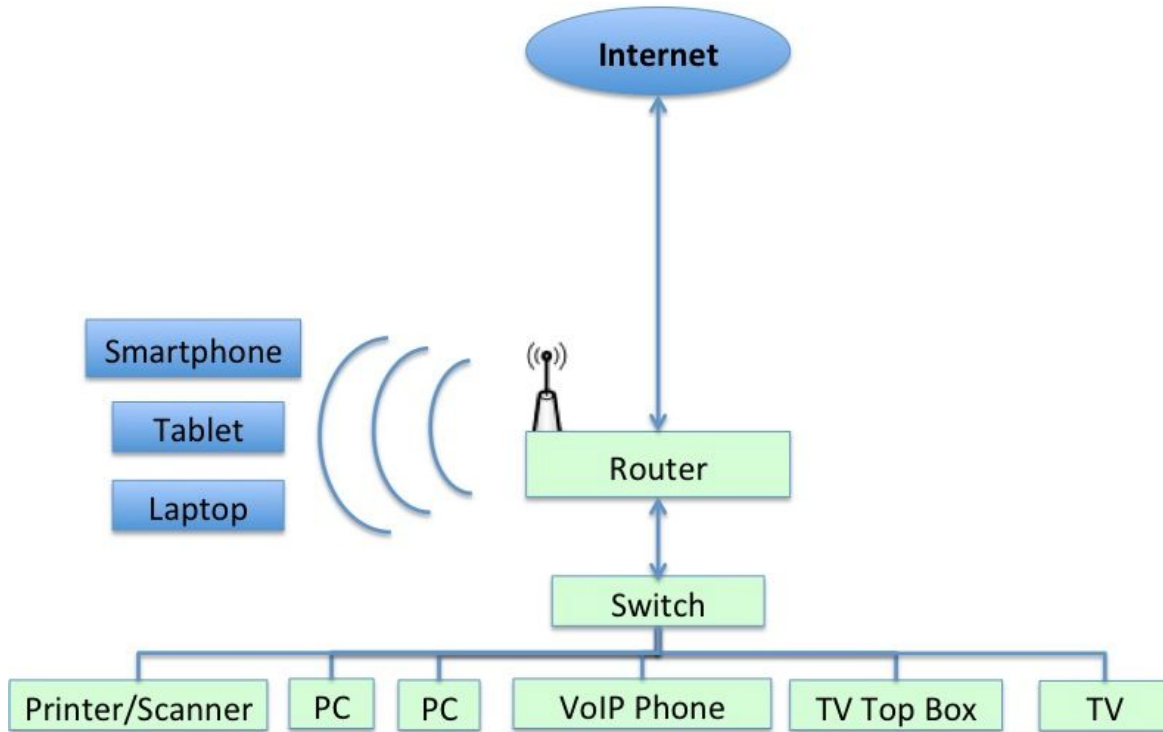 Internet
Smartphone
Tablet
Laptop
Router
Switch
Printer/Scanner
PC
PC
VoIP Phone
TV Top Box
TV